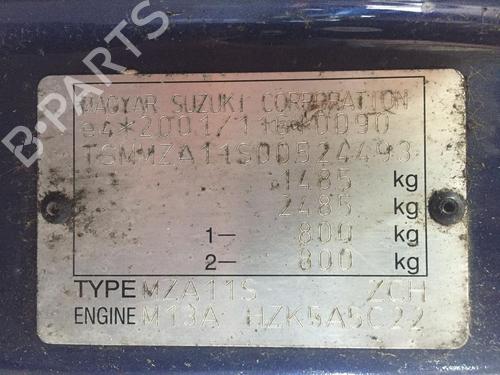 MAGYAR SUZUKI CORPORATION
e4*2001/116*0090
TSMMZA11S00524493
1485 kg
2485 kg
1– 800 kg
2– 800 kg
TYPE MZA11S ZCH
ENGINE M13A HZK5A5C22
B-PARTS